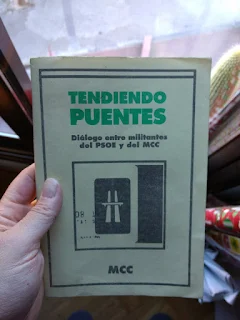 TENDIENDO
PUENTES
Diálogo entre militantes
del PSOE y del MCC
MCC